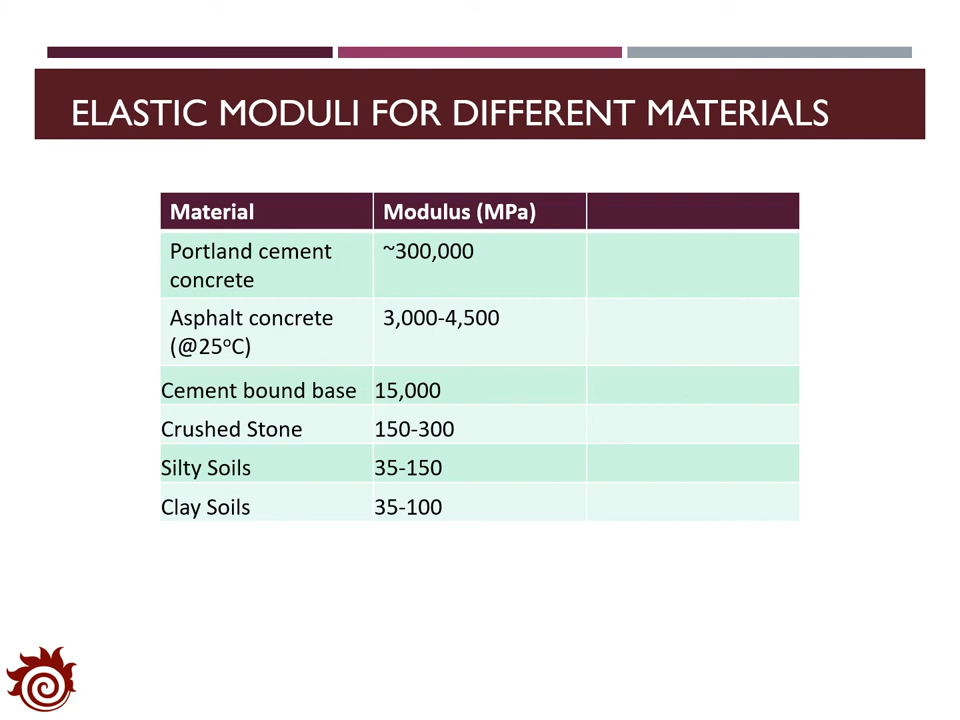 ELASTIC MODULI FOR DIFFERENT MATERIALS
Material Modulus (MPa)
Portland cement ~300,000
concrete
Asphalt concrete 3,000-4,500
(@25°C)
Cement bound base 15,000
Crushed Stone 150-300
Silty Soils 35-150
Clay Soils 35-100